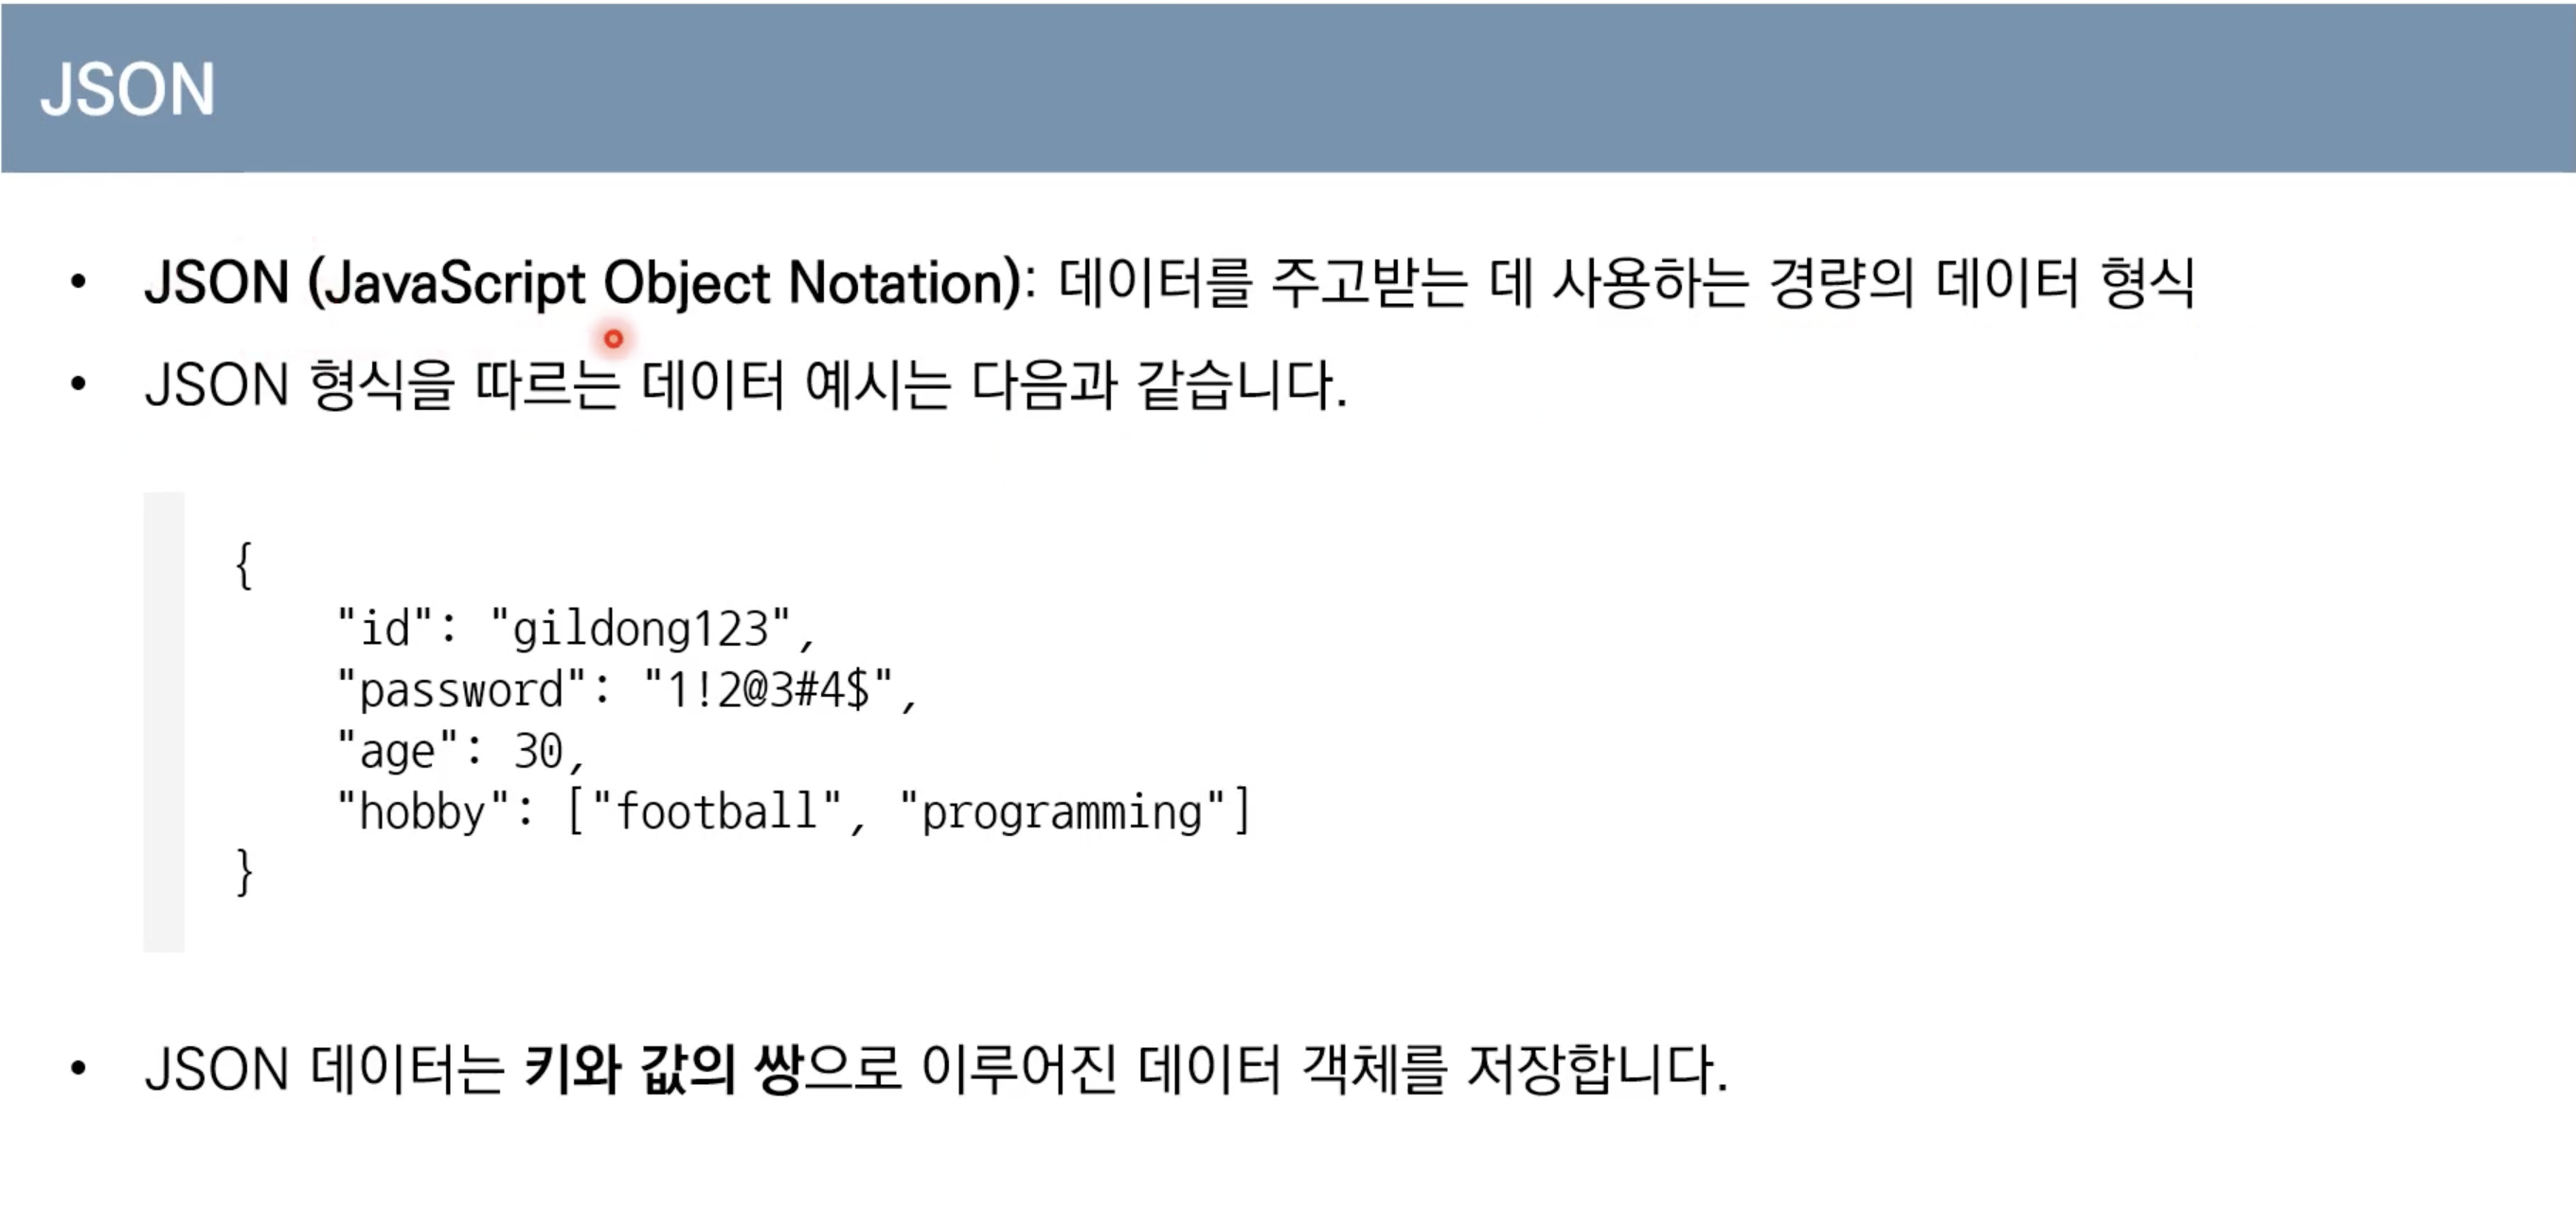 JSON
• JSON (JavaScript Object Notation): 데이터를 주고받는 데 사용하는 경량의 데이터 형식
• JSON 형식을 따르는 데이터 예시는 다음과 같습니다.
{
    "id": "gildong123",
    "password": "1!2@3#4$",
    "age": 30,
    "hobby": ["football", "programming"]
}
• JSON 데이터는 키와 값의 쌍으로 이루어진 데이터 객체를 저장합니다.